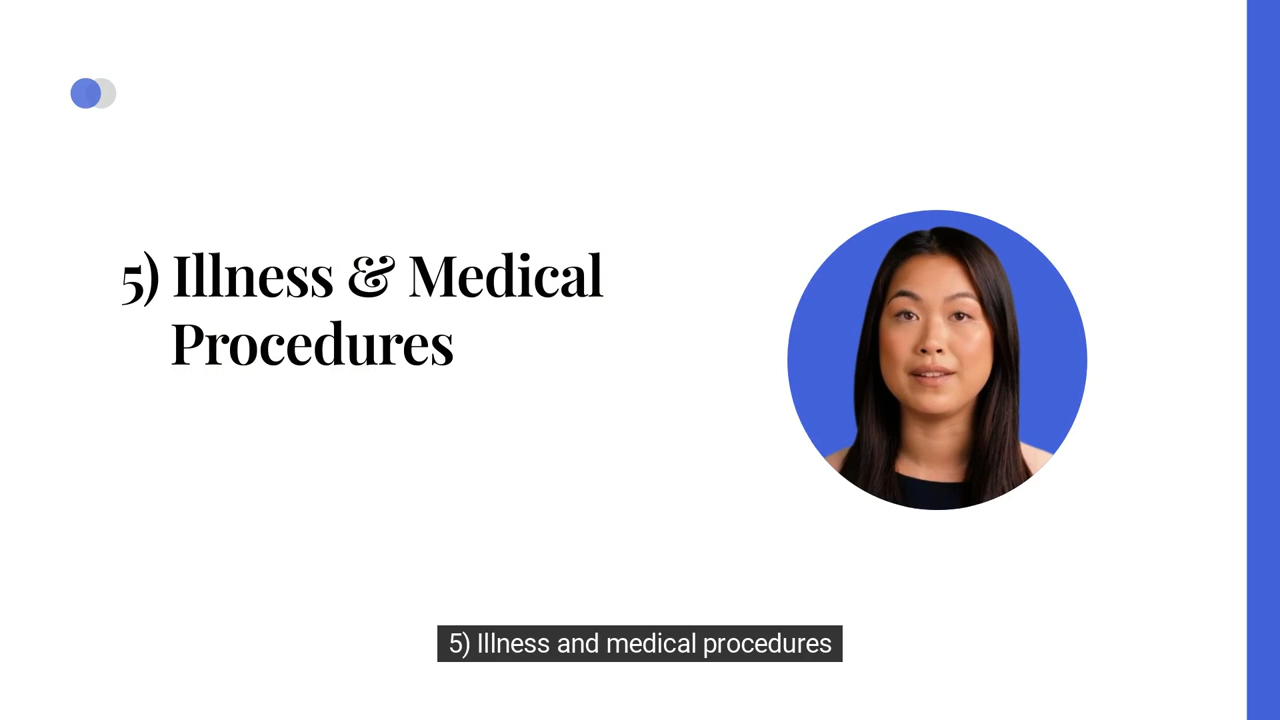 5) Illness & Medical
Procedures
5) Illness and medical procedures